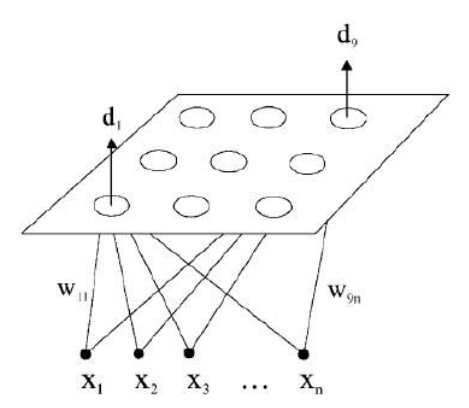 d₉
d₁
w₁₁ w₉ₙ
x₁ x₂ x₃ … xₙ